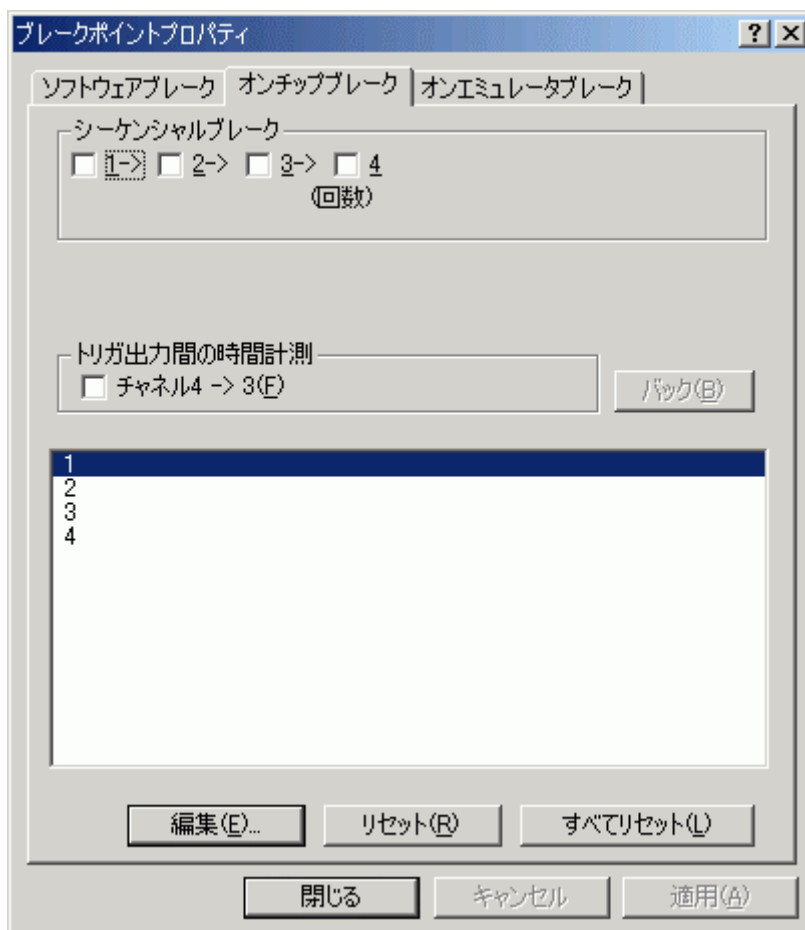 ブレークポイントプロパティ
ソフトウェアブレーク オンチップブレーク オンエミュレータブレーク
シーケンシャルブレーク
1-> 2-> 3-> 4
(回数)
トリガ出力間の時間計測
チャネル4 -> 3(F)
バック(B)
1
2
3
4
編集(E)... リセット(R) すべてリセット(L)
閉じる キャンセル 適用(A)